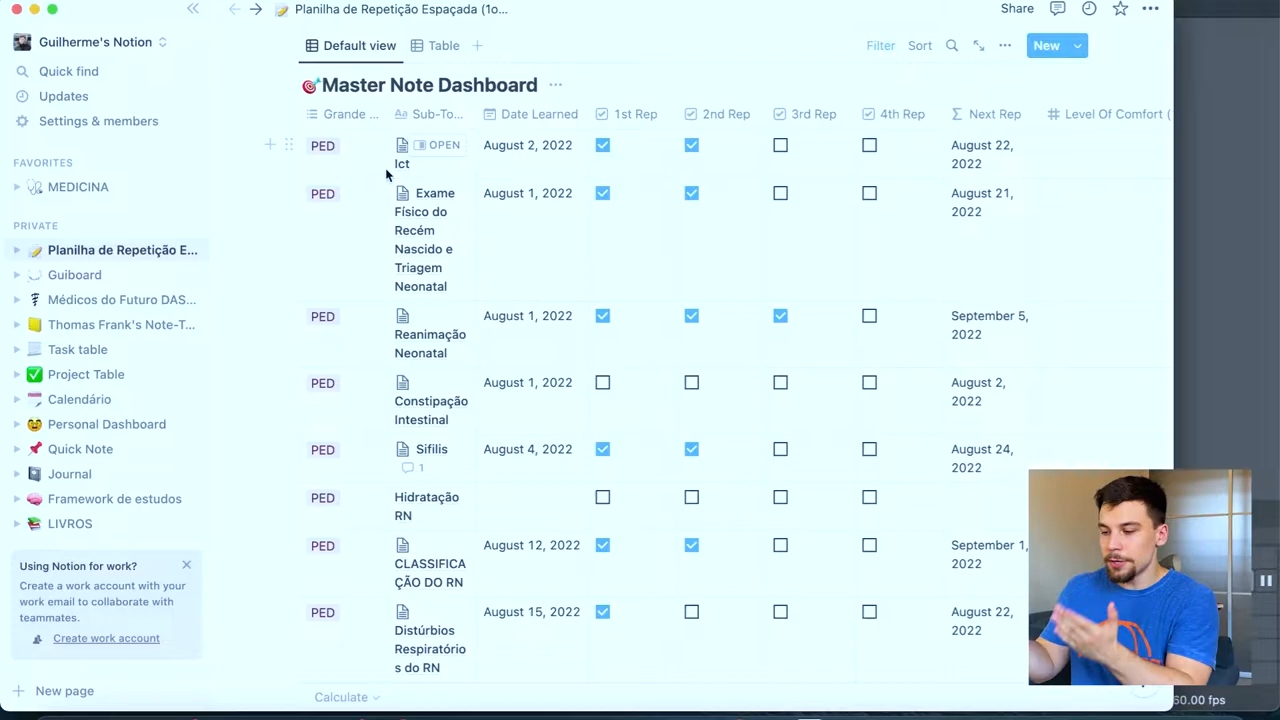 Planilha de Repetição Espaçada (1o...
Share
Guilherme's Notion
Quick find
Updates
Settings & members
FAVORITES
MEDICINA
PRIVATE
Planilha de Repetição E...
Guiboard
Médicos do Futuro DAS...
Thomas Frank's Note-T...
Task table
Project Table
Calendário
Personal Dashboard
Quick Note
Journal
Framework de estudos
LIVROS
Using Notion for work?
Create a work account with your
work email to collaborate with
teammates.
Create work account
New page
Default view
Table
Filter
Sort
New
Master Note Dashboard
Grande ...
Sub-To...
Date Learned
1st Rep
2nd Rep
3rd Rep
4th Rep
Next Rep
Level Of Comfort (
PED
OPEN
Ict
August 2, 2022
August 22,
2022
PED
Exame
Físico do
Recém
Nascido e
Triagem
Neonatal
August 1, 2022
August 21,
2022
PED
Reanimação
Neonatal
August 1, 2022
September 5,
2022
PED
Constipação
Intestinal
August 1, 2022
August 2,
2022
PED
Sifilis
1
August 4, 2022
August 24,
2022
PED
Hidratação
RN
PED
CLASSIFICA
ÇÃO DO RN
August 12, 2022
September 1,
2022
PED
Distúrbios
Respiratório
s do RN
August 15, 2022
August 22,
2022
Calculate
60.00 fps